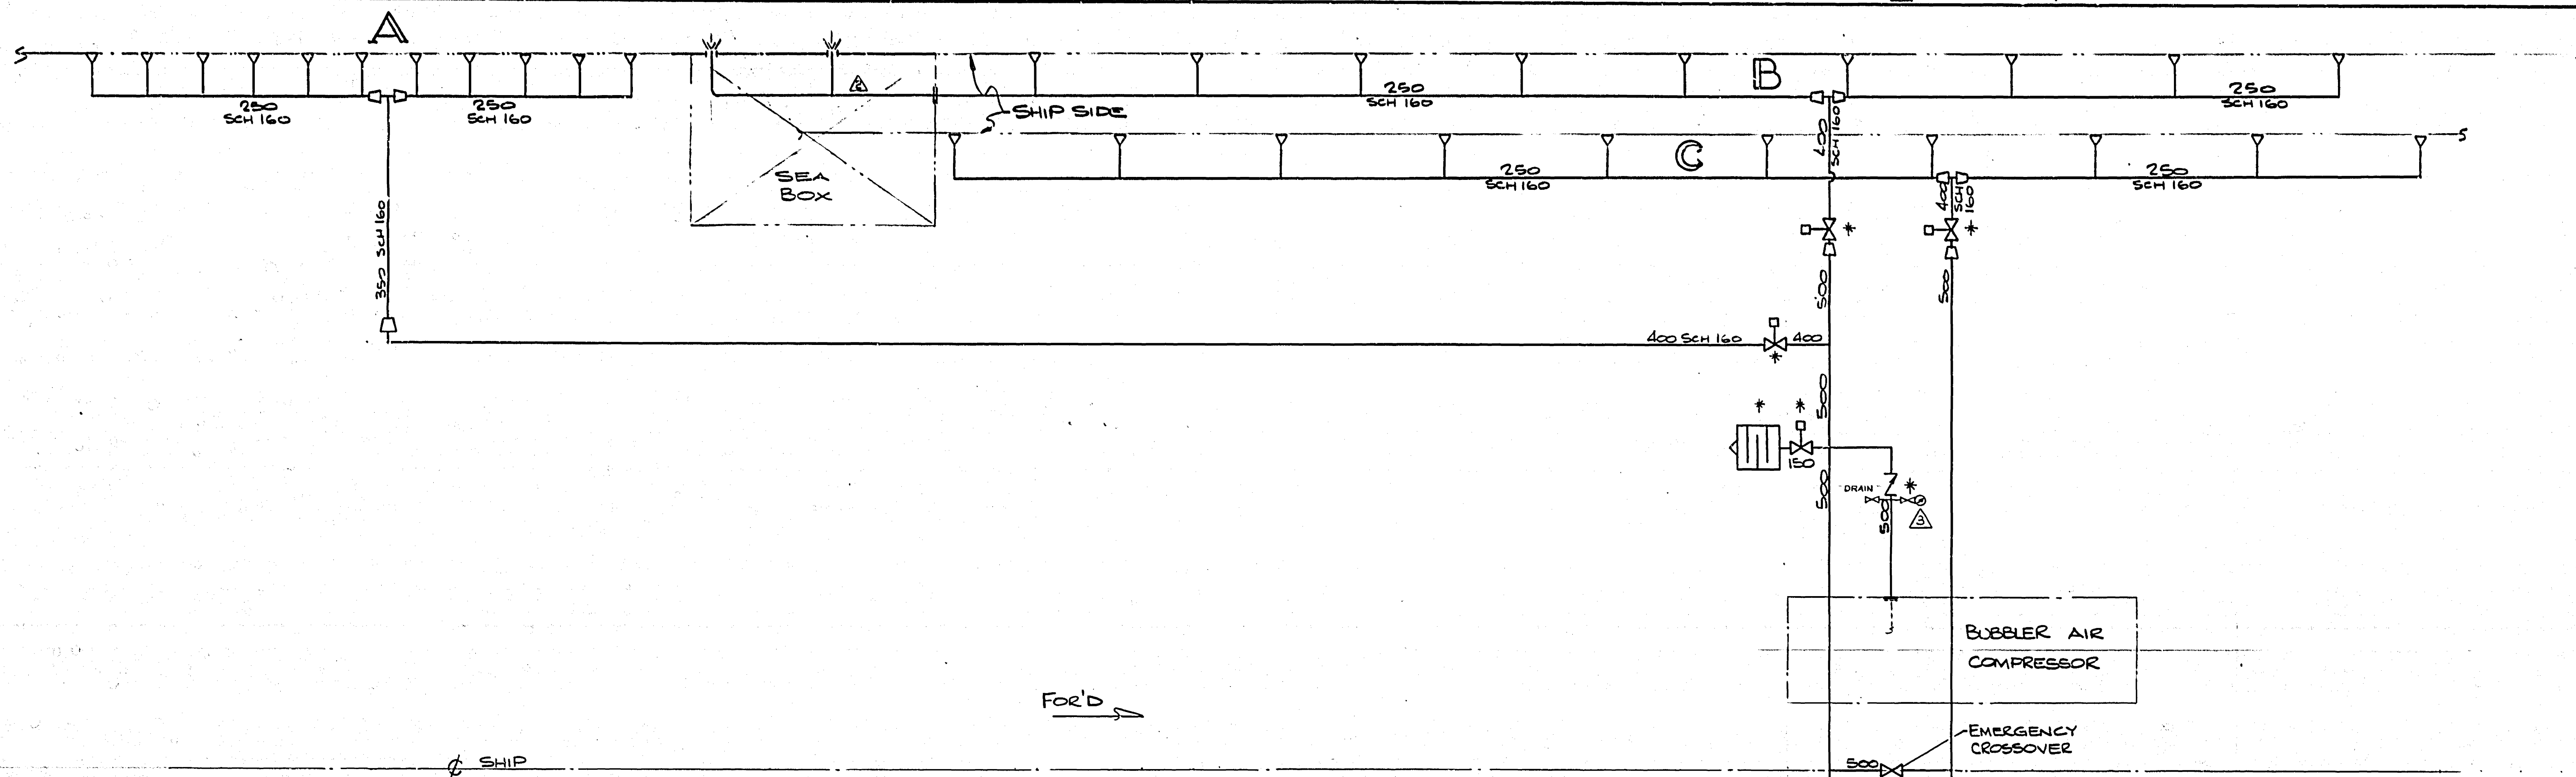 A
250
SCH 160
250
SCH 160
350 SCH 160
SEA
BOX
2
SHIP SIDE
250
SCH 160
B
250
SCH 160
400
SCH 160
C
250
SCH 160
250
SCH 160
400
SCH
160
*
*
500
500
400 SCH 160
400
*
500
*
*
150
500
DRAIN
*
500
3
BUBBLER AIR
COMPRESSOR
FOR'D
EMERGENCY
CROSSOVER
500
℄ SHIP